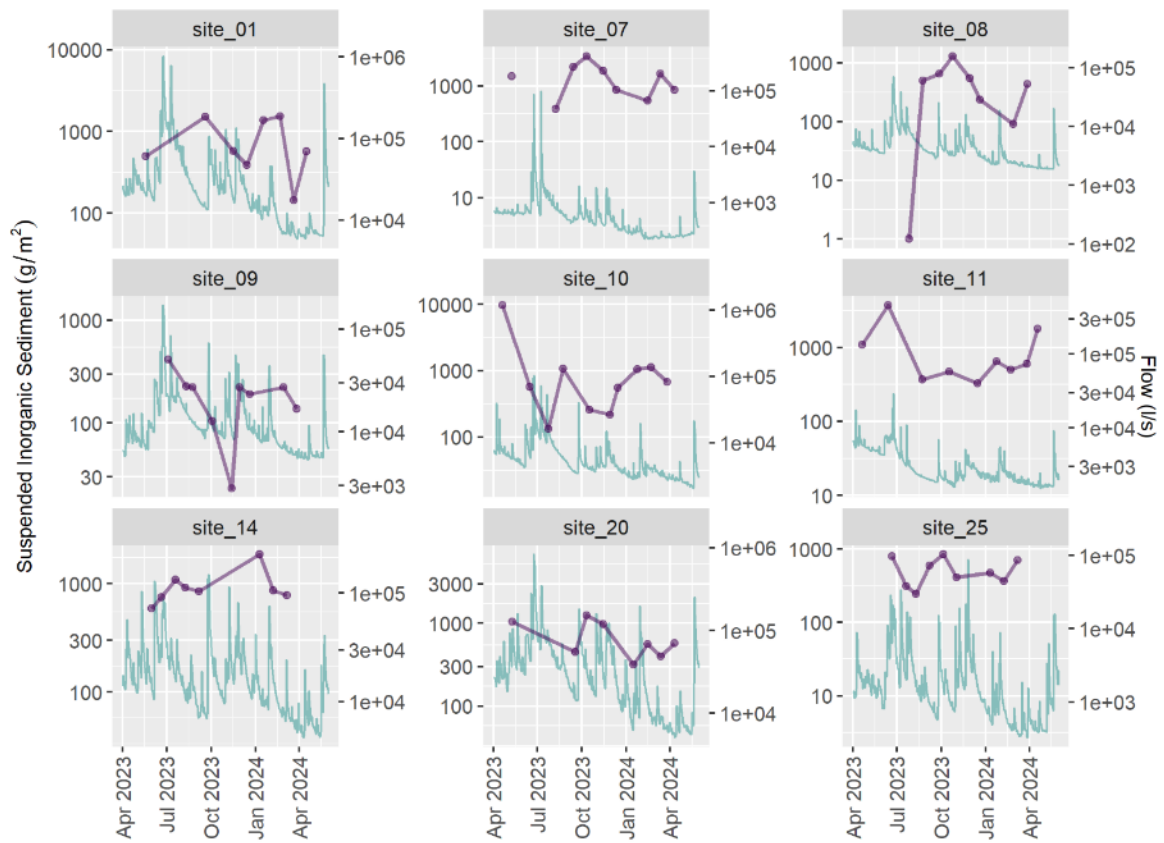 site_01
site_07
site_08
10000
1000
100
1e+06
1e+05
1e+04
1000
100
10
1e+05
1e+04
1e+03
1000
100
10
1
1e+05
1e+04
1e+03
1e+02
site_09
site_10
site_11
1000
300
100
30
1e+05
3e+04
1e+04
3e+03
10000
1000
100
1e+06
1e+05
1e+04
1000
100
10
3e+05
1e+05
3e+04
1e+04
3e+03
site_14
site_20
site_25
1000
300
100
1e+05
3e+04
1e+04
3000
1000
300
100
1e+06
1e+05
1e+04
1000
100
10
1e+05
1e+04
1e+03
Apr 2023
Jul 2023
Oct 2023
Jan 2024
Apr 2024
Apr 2023
Jul 2023
Oct 2023
Jan 2024
Apr 2024
Apr 2023
Jul 2023
Oct 2023
Jan 2024
Apr 2024
Suspended Inorganic Sediment (g/m²)
Flow (l/s)